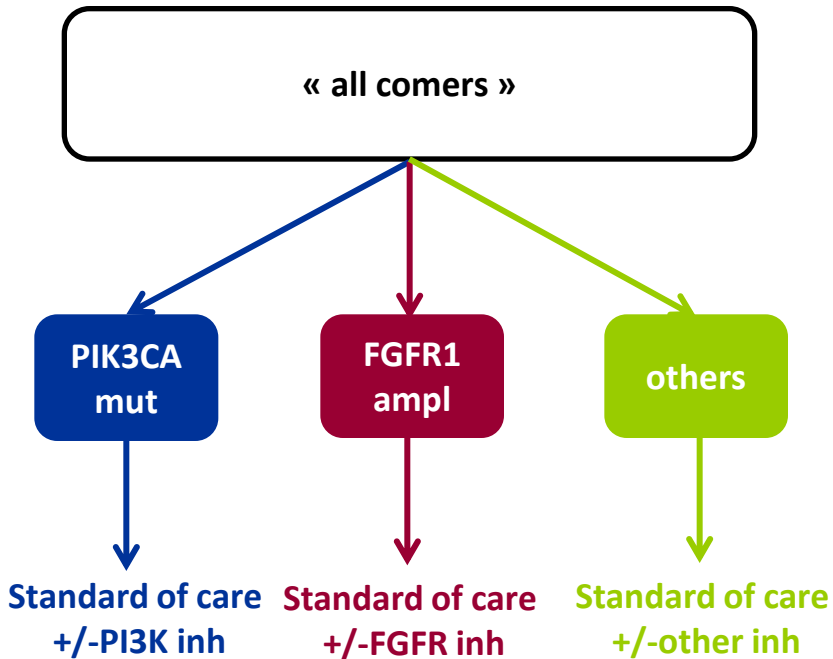 « all comers »
PIK3CA
mut
FGFR1
ampl
others
Standard of care
+/-PI3K inh
Standard of care
+/-FGFR inh
Standard of care
+/-other inh